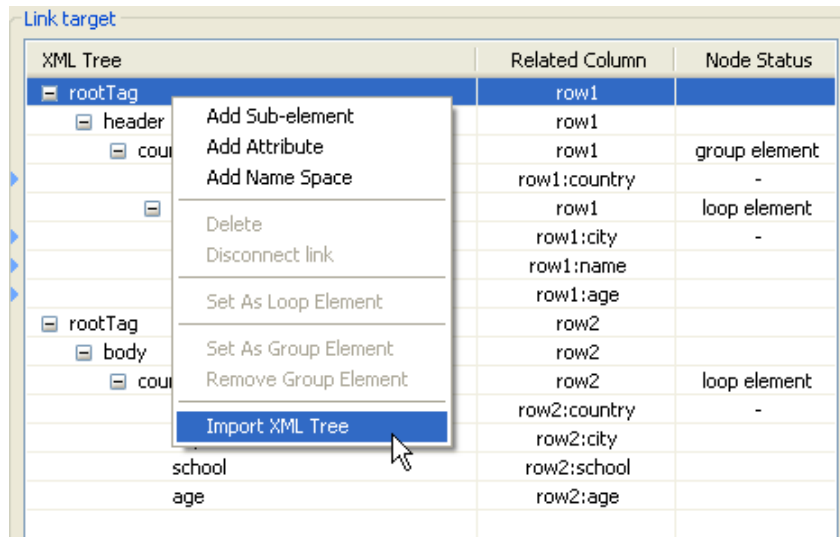 Link target
XML Tree Related Column Node Status
rootTag row1
header row1
Add Sub-element
row1 group element
Add Attribute
Add Name Space
row1:country -
row1 loop element
Delete
row1:city -
Disconnect link
row1:name
Set As Loop Element
row1:age
rootTag row2
Set As Group Element
body row2
Remove Group Element
row2 loop element
row2:country -
Import XML Tree
row2:city
school row2:school
age row2:age